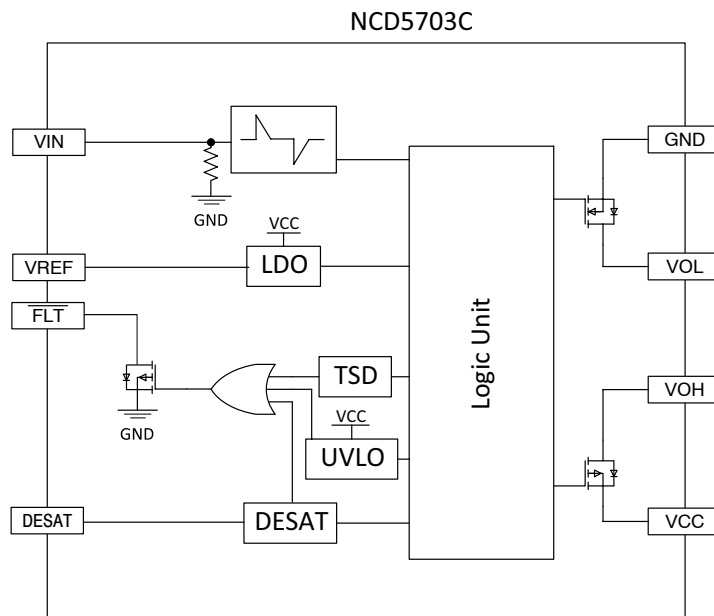 NCD5703C
VIN
GND
GND
VCC
VREF
LDO
VOL
FLT
Logic Unit
TSD
VOH
GND
VCC
UVLO
DESAT
DESAT
VCC